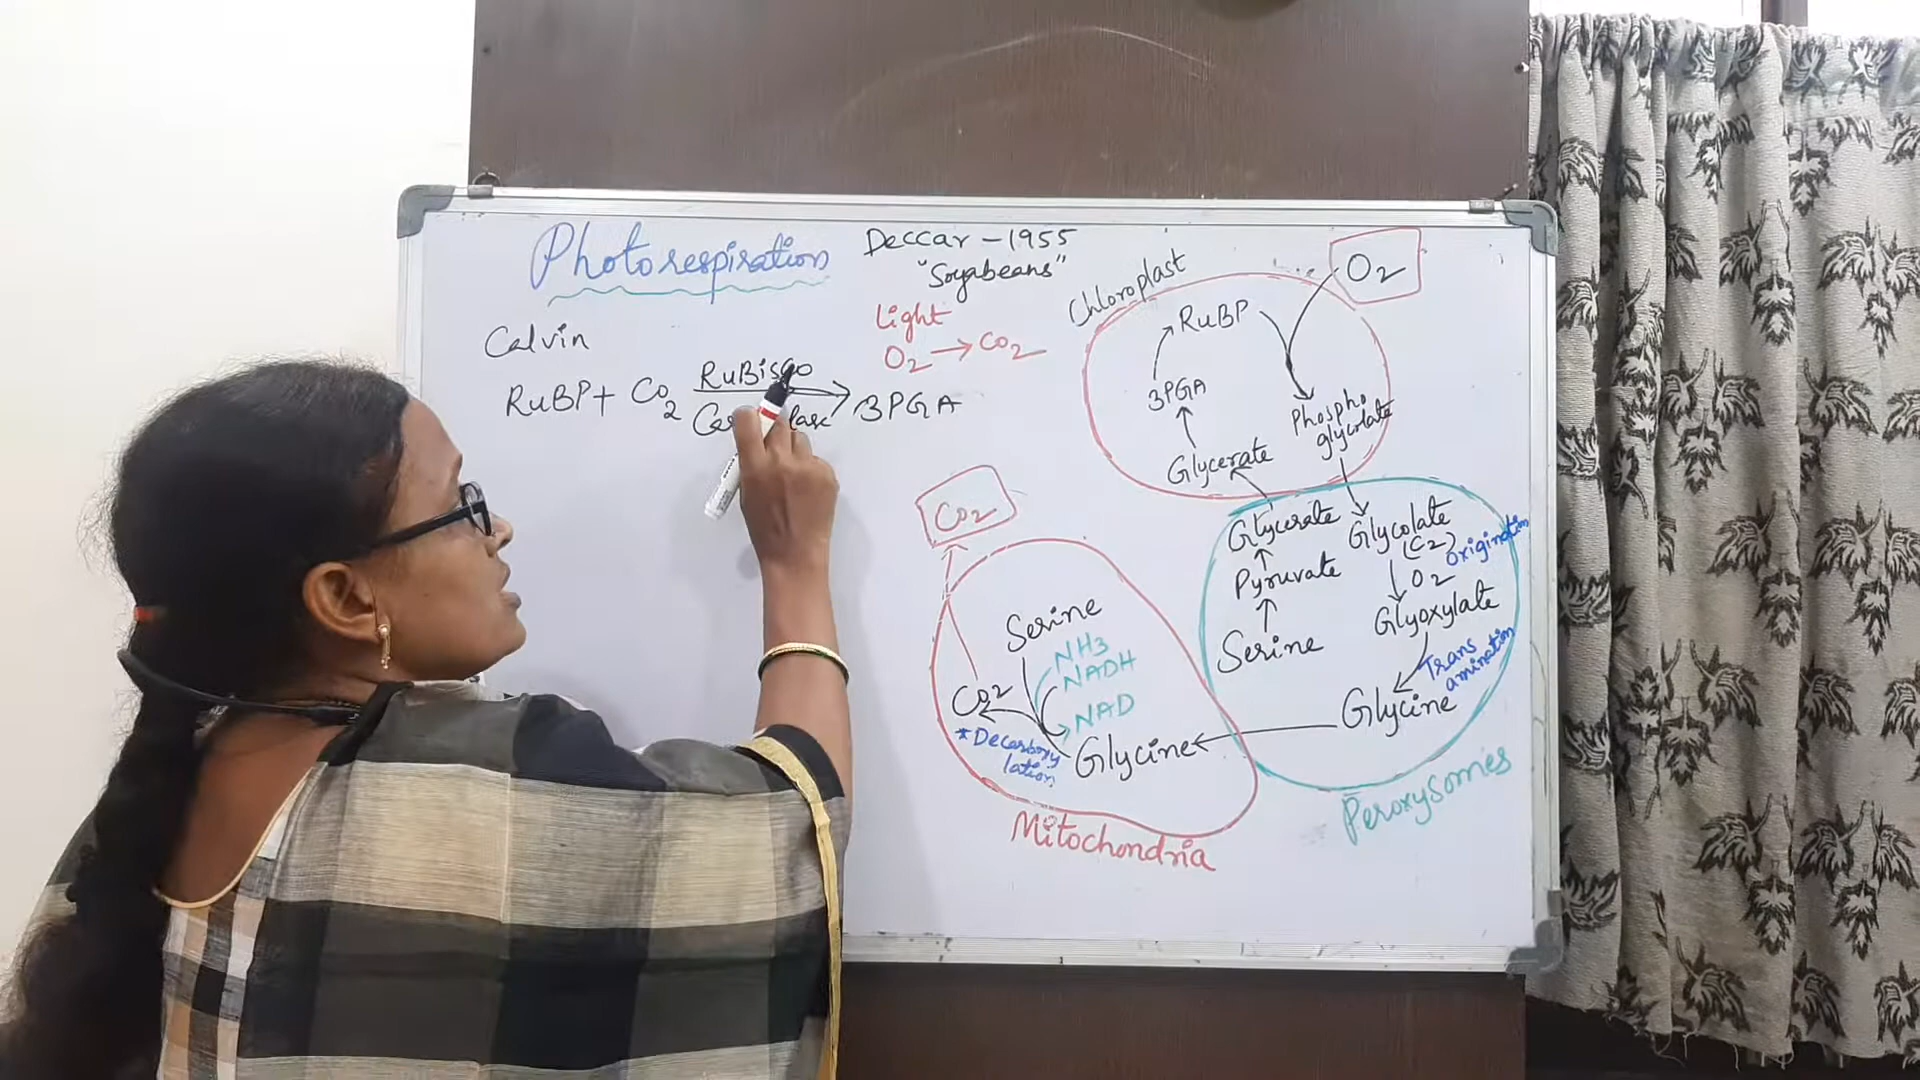 Photorespiration
Deccar - 1955
"Soyabeans"
Light
O2 → CO2
Calvin
RuBP + CO2 → 3PGA
RuBisCo
Chloroplast
O2
RuBP
3PGA
Glycerate
Phospho
glycolate
Glycerate
Pyruvate
Serine
Glycolate
(C2)
Origination
O2
Glyoxylate
Trans
amination
Glycine
Peroxysomes
CO2
Serine
NH3
NADH
NAD
CO2
*Decarboxy
lation
Glycine
Mitochondria